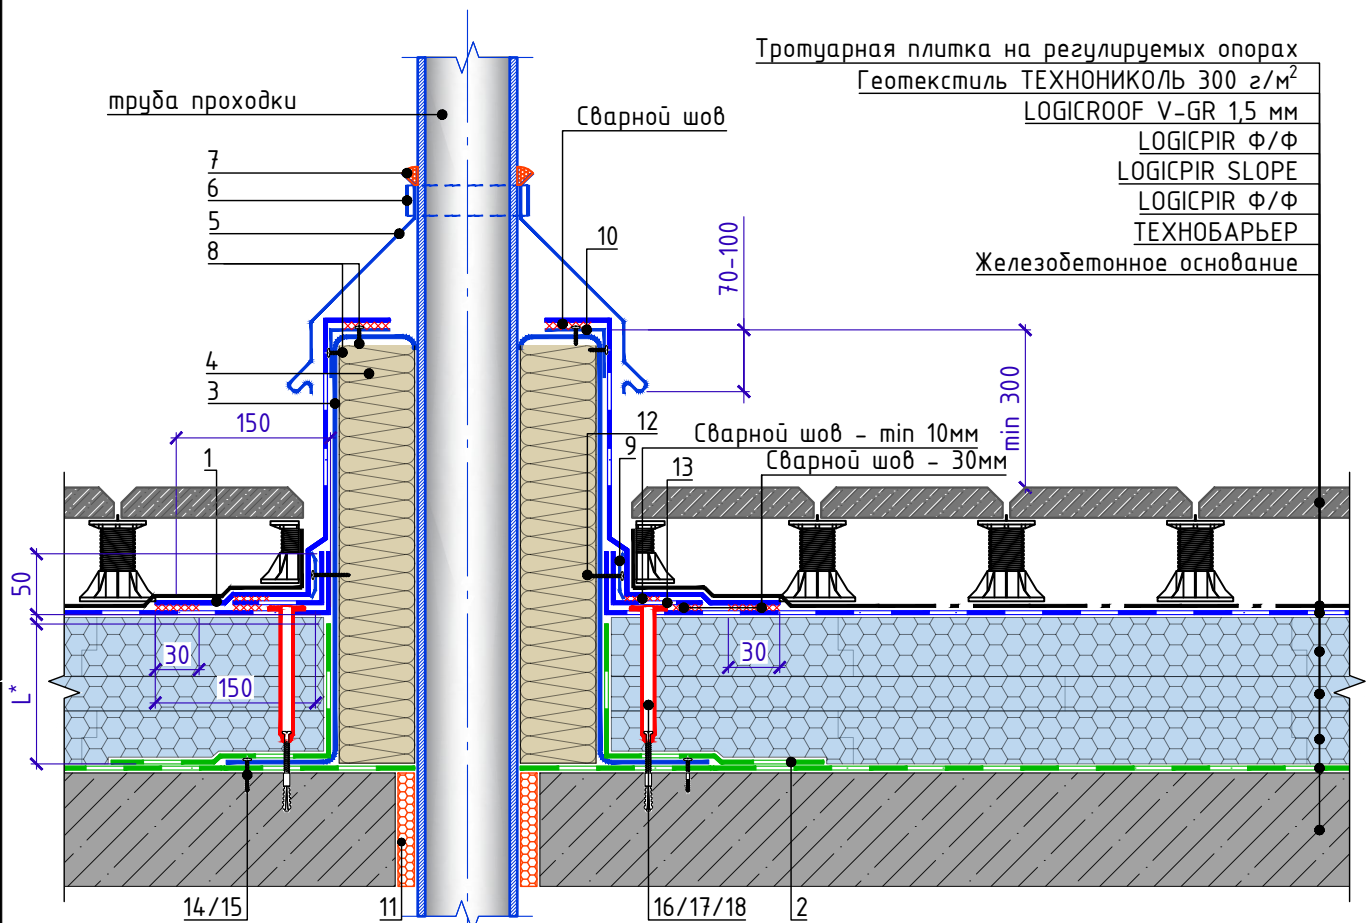 Тротуарная плитка на регулируемых опорах
Геотекстиль ТЕХНОНИКОЛЬ 300 г/м²
LOGICROOF V-GR 1,5 мм
LOGICPIR Ф/Ф
LOGICPIR SLOPE
LOGICPIR Ф/Ф
ТЕХНОБАРЬЕР
Железобетонное основание
труба проходки
Сварной шов
7
6
5
8
10
70-100
4
3
150
min 300
12
9
Сварной шов - min 10мм
Сварной шов - 30мм
13
1
50
30
150
30
L*
14/15
11
16/17/18
2